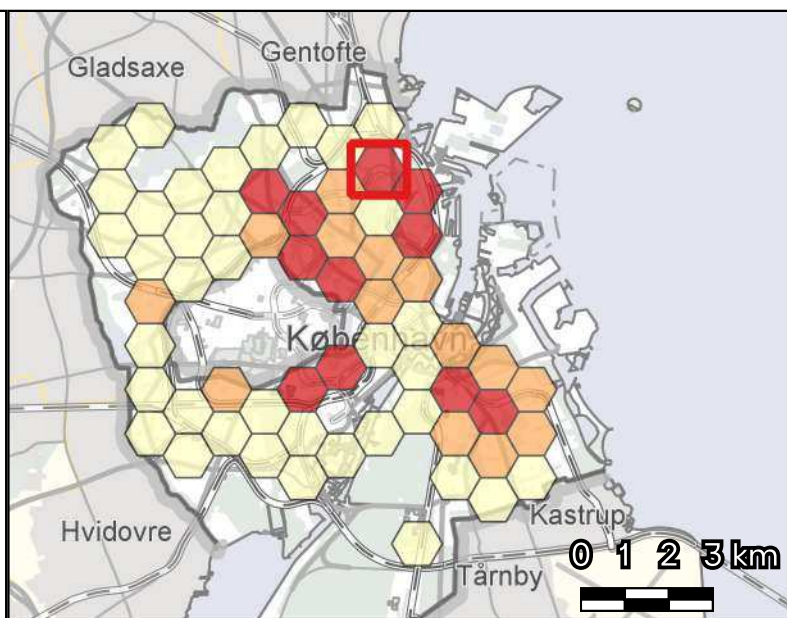 Gentofte
Gladsaxe
København
Hvidovre
Kastrup
0 1 2 3 km
Tårnby